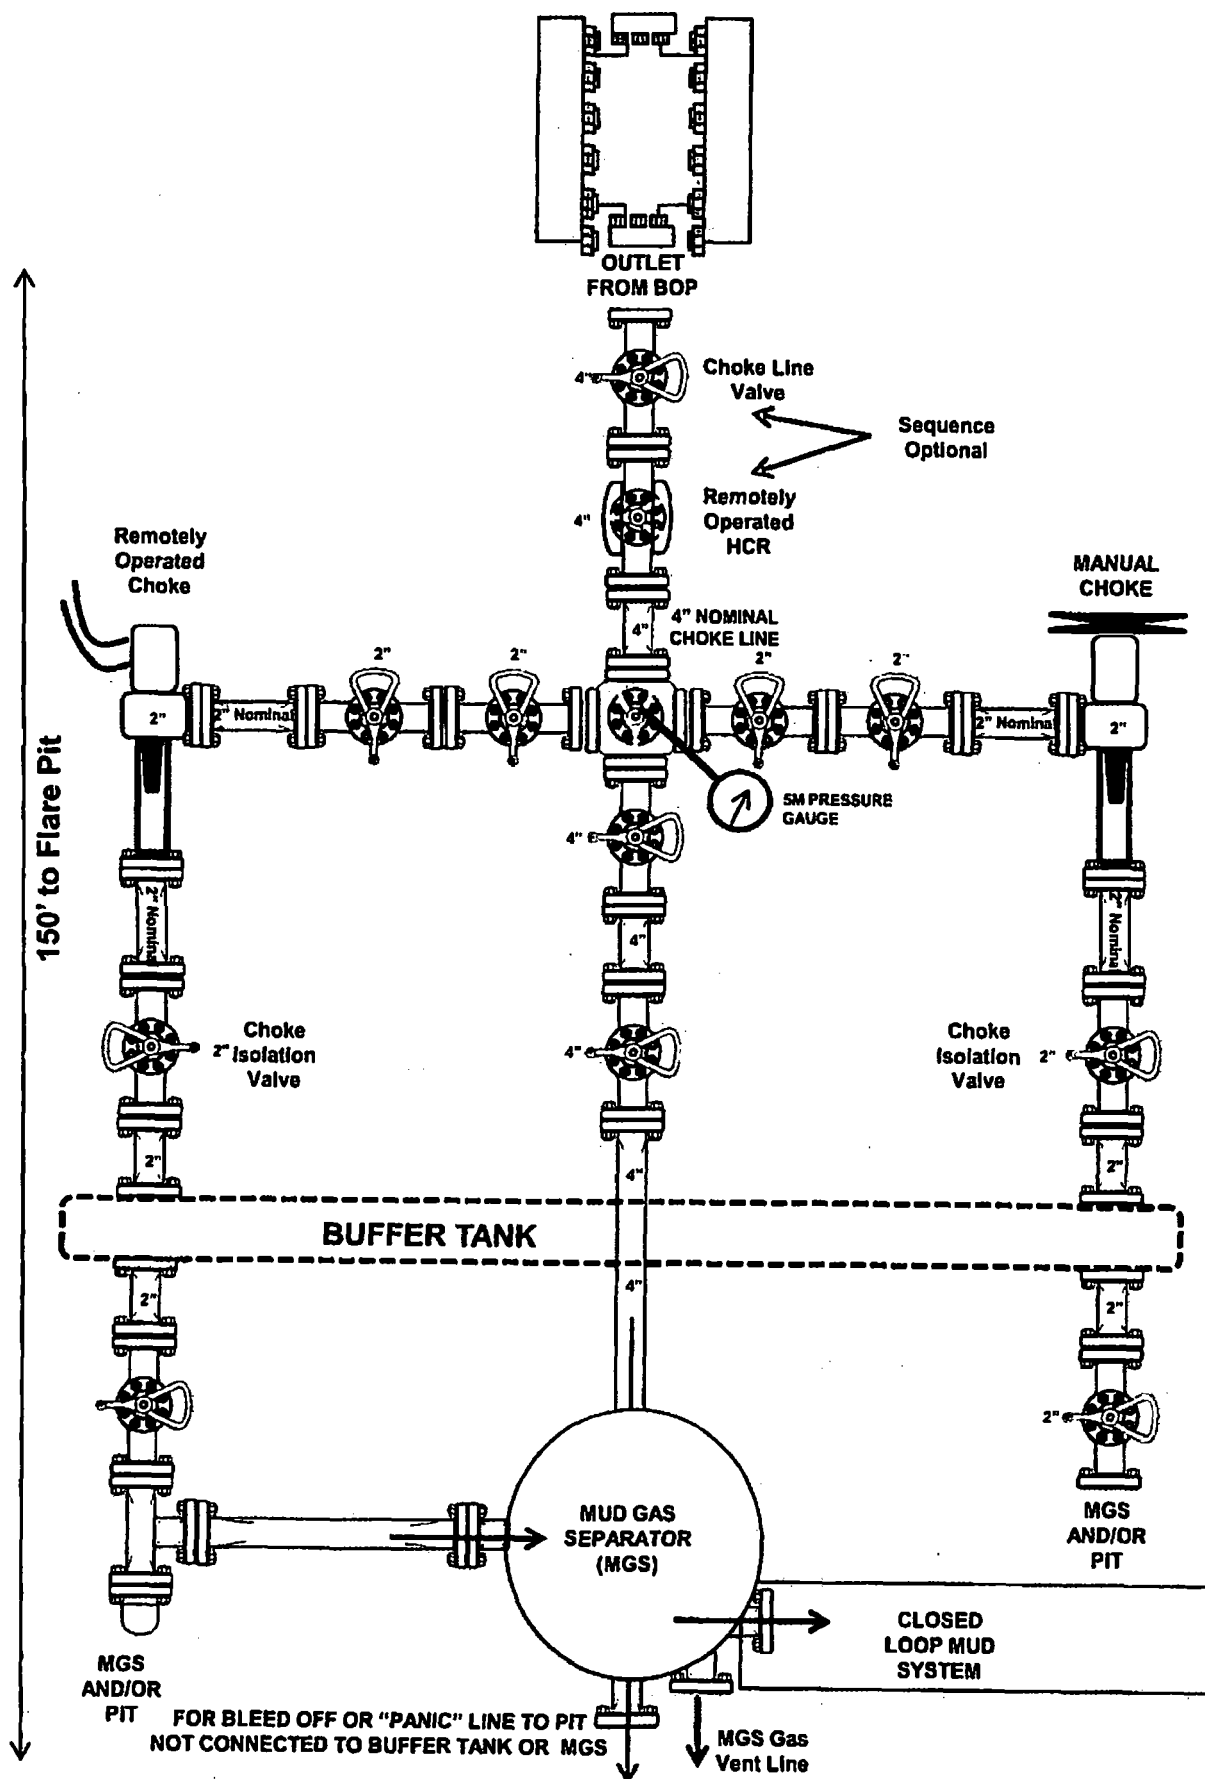 OUTLET
FROM BOP
4"
Choke Line
Valve
Sequence
Optional
4"
Remotely
Operated
HCR
Remotely
Operated
Choke
MANUAL
CHOKE
4"
4" NOMINAL
CHOKE LINE
2"
2"
2"
2"
2"
2" Nominal
2" Nominal
2"
5M PRESSURE
GAUGE
4"
150' to Flare Pit
2" Nominal
4"
2" Nominal
2"
Choke
Isolation
Valve
4"
Choke
Isolation
Valve
2"
2"
4"
2"
BUFFER TANK
2"
4"
2"
2"
MUD GAS
SEPARATOR
(MGS)
MGS
AND/OR
PIT
CLOSED
LOOP MUD
SYSTEM
MGS
AND/OR
PIT
FOR BLEED OFF OR "PANIC" LINE TO PIT
NOT CONNECTED TO BUFFER TANK OR MGS
MGS Gas
Vent Line